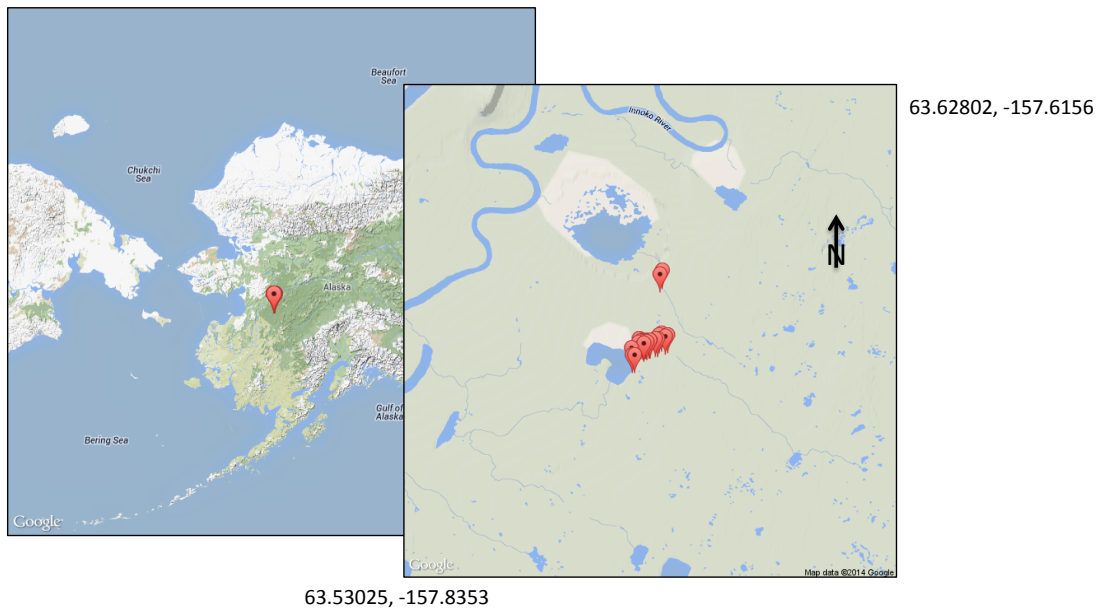 Beaufort
Sea
Chukchi
Sea
Alaska
Gulf of
Alaska
Bering Sea
Google
Innoko River
N
Google
Map data ©2014 Google
63.62802, -157.6156
63.53025, -157.8353